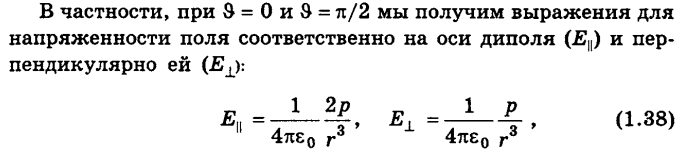 В частности, при ϑ = 0 и ϑ = π/2 мы получим выражения для
напряженности поля соответственно на оси диполя (E∥) и пер-
пендикулярно ей (E⊥):
E∥ = 1/(4πε₀) 2p/r³, E⊥ = 1/(4πε₀) p/r³ , (1.38)